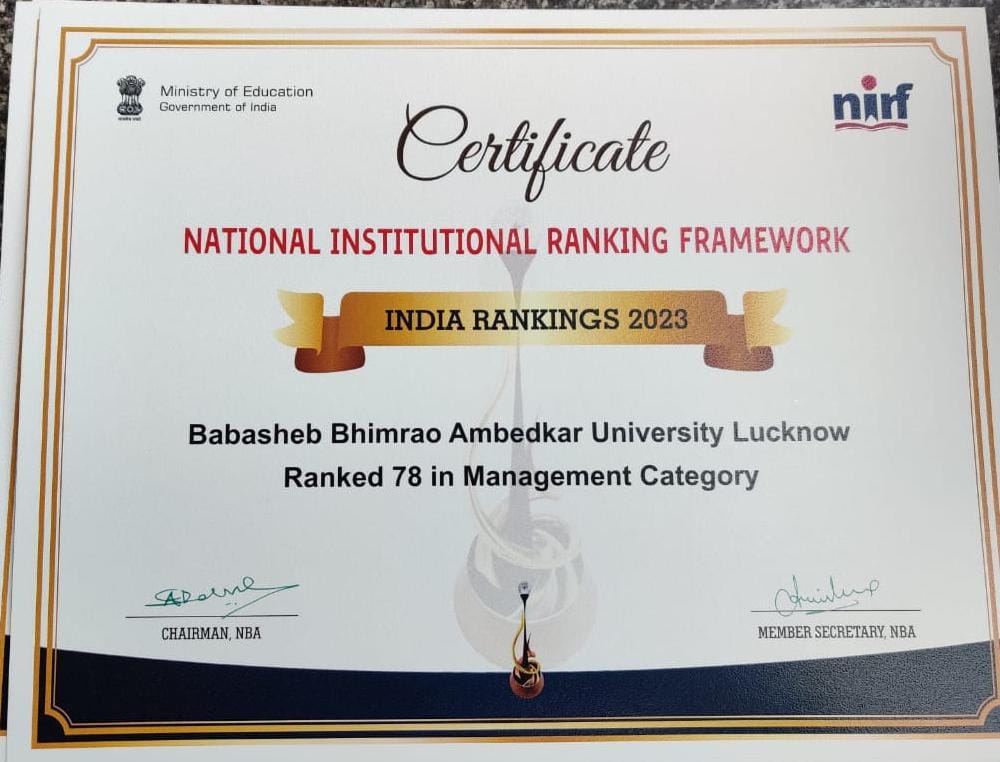 Ministry of Education
Government of India
nirf
Certificate
NATIONAL INSTITUTIONAL RANKING FRAMEWORK
INDIA RANKINGS 2023
Babasheb Bhimrao Ambedkar University Lucknow
Ranked 78 in Management Category
CHAIRMAN, NBA
MEMBER SECRETARY, NBA